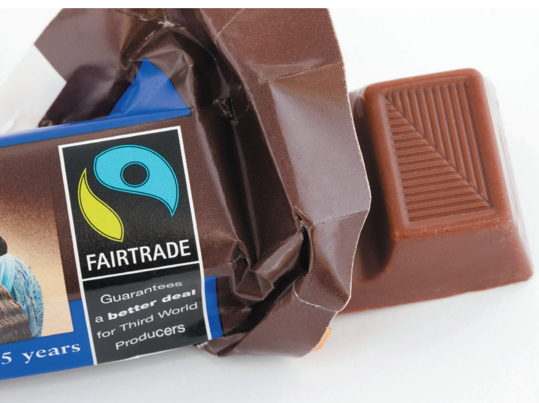 FAIRTRADE
Guarantees
a better deal
for Third World
Producers
5 years